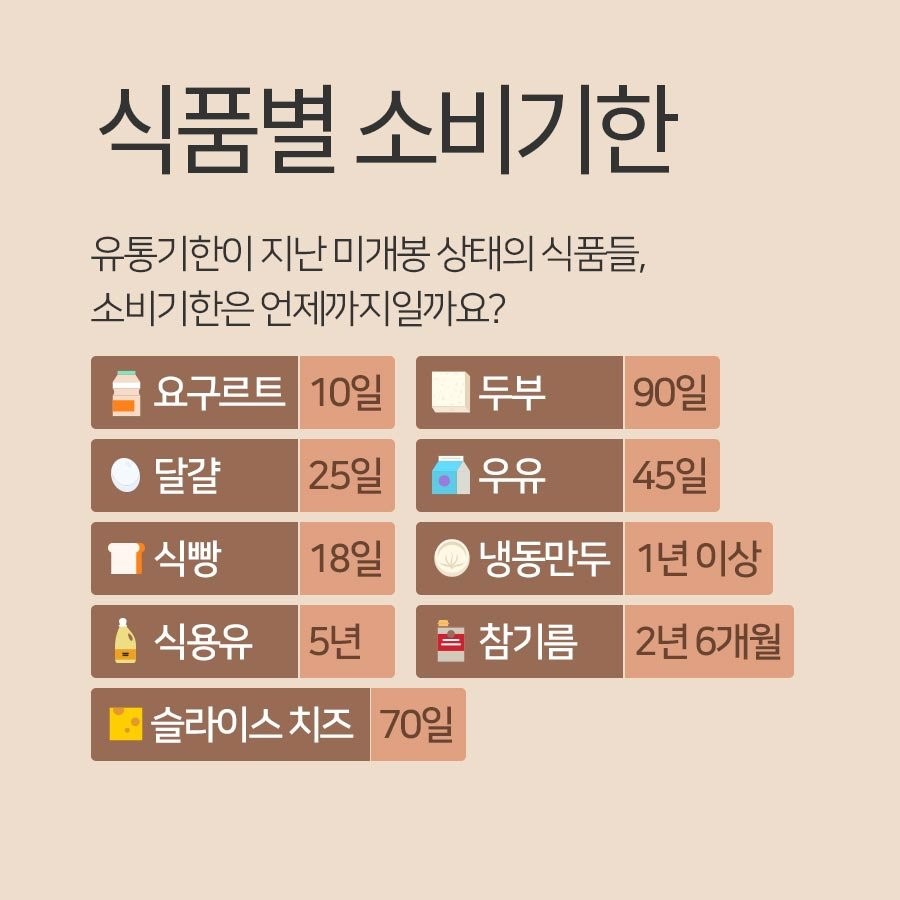 식품별 소비기한
유통기한이 지난 미개봉 상태의 식품들,
소비기한은 언제까지일까요?
요구르트 10일 두부 90일
달걀 25일 우유 45일
식빵 18일 냉동만두 1년 이상
식용유 5년 참기름 2년 6개월
슬라이스 치즈 70일